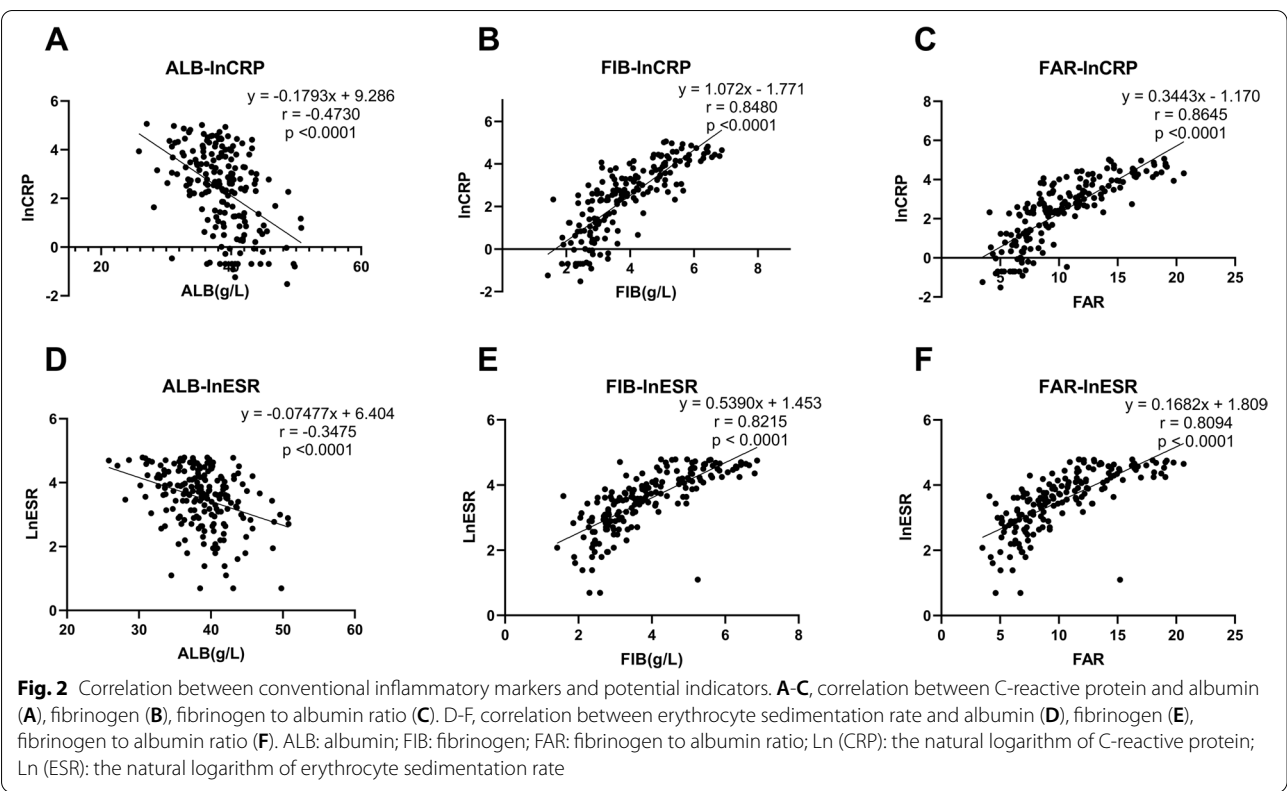 A
ALB-lnCRP
y = -0.1793x + 9.286
r = -0.4730
p <0.0001
6
4
2
0
-2
20
40
60
lnCRP
ALB(g/L)
B
FIB-lnCRP
y = 1.072x - 1.771
r = 0.8480
p <0.0001
6
4
2
0
-2
2
4
6
8
lnCRP
FIB(g/L)
C
FAR-lnCRP
y = 0.3443x - 1.170
r = 0.8645
p <0.0001
8
6
4
2
0
-2
5
10
15
20
25
lnCRP
FAR
D
ALB-lnESR
y = -0.07477x + 6.404
r = -0.3475
p <0.0001
6
4
2
0
20
30
40
50
60
LnESR
ALB(g/L)
E
FIB-lnESR
y = 0.5390x + 1.453
r = 0.8215
p < 0.0001
6
4
2
0
0
2
4
6
8
LnESR
FIB(g/L)
F
FAR-lnESR
y = 0.1682x + 1.809
r = 0.8094
p <0.0001
6
4
2
0
0
5
10
15
20
25
lnESR
FAR
Fig. 2 Correlation between conventional inflammatory markers and potential indicators. A-C, correlation between C-reactive protein and albumin
(A), fibrinogen (B), fibrinogen to albumin ratio (C). D-F, correlation between erythrocyte sedimentation rate and albumin (D), fibrinogen (E),
fibrinogen to albumin ratio (F). ALB: albumin; FIB: fibrinogen; FAR: fibrinogen to albumin ratio; Ln (CRP): the natural logarithm of C-reactive protein;
Ln (ESR): the natural logarithm of erythrocyte sedimentation rate